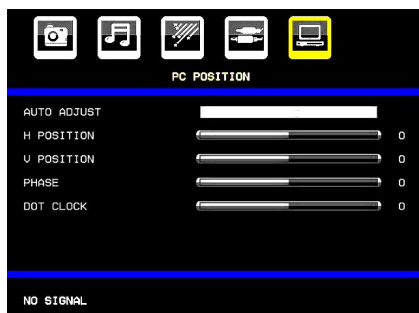 PC POSITION
AUTO ADJUST
H POSITION 0
V POSITION 0
PHASE 0
DOT CLOCK 0
NO SIGNAL